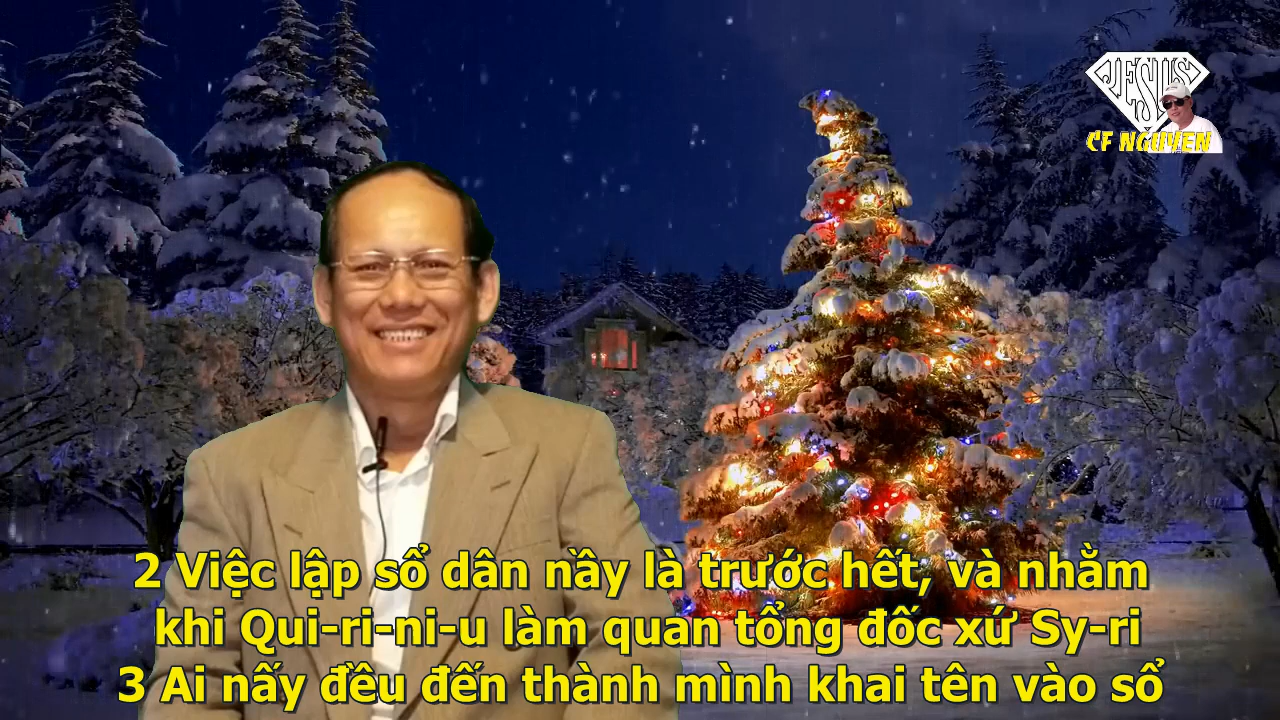 JESUS
CF NGUYEN
2 Việc lập sổ dân nầy là trước hết, và nhằm
khi Qui-ri-ni-u làm quan tổng đốc xứ Sy-ri
3 Ai nấy đều đến thành mình khai tên vào sổ